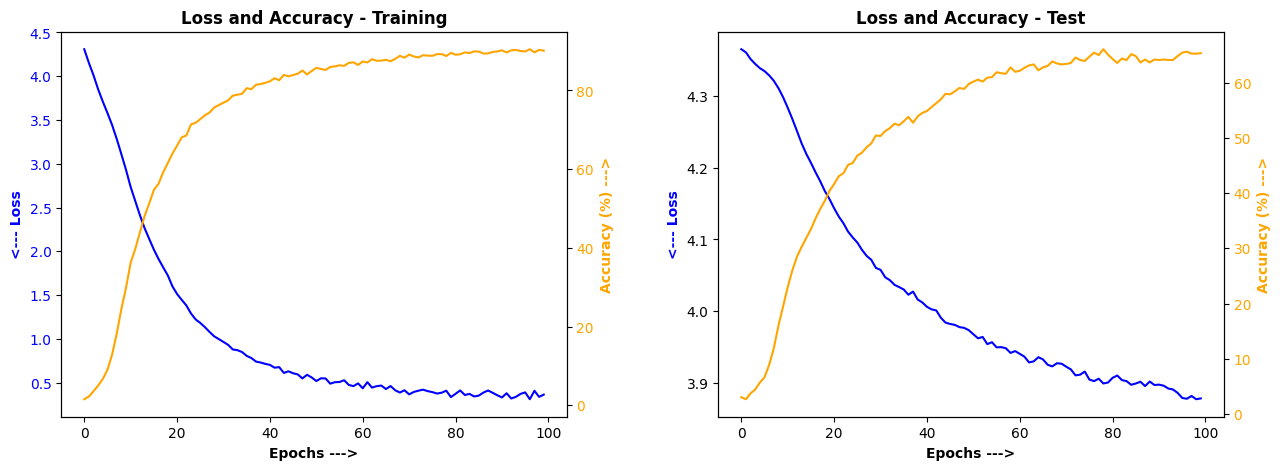 Loss and Accuracy - Training
4.5
4.0
3.5
3.0
2.5
2.0
1.5
1.0
0.5
<--- Loss
80
60
40
20
0
Accuracy (%) --->
0 20 40 60 80 100
Epochs --->
Loss and Accuracy - Test
4.3
4.2
4.1
4.0
3.9
<--- Loss
60
50
40
30
20
10
0
Accuracy (%) --->
0 20 40 60 80 100
Epochs --->